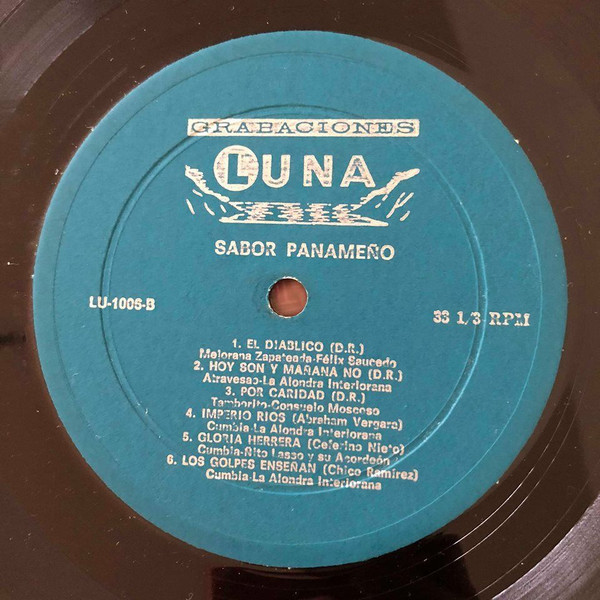 GRABACIONES
LUNA
SABOR PANAMEÑO
LU-1006-B
33 1/3 RPM
1. EL DIABLICO (D.R.)
Mejorana Zapateada-Félix Saucedo
2. HOY SON Y MAÑANA NO (D.R.)
Atravesao-La Alondra Interiorana
3. POR CARIDAD (D.R.)
Tamborito-Consuelo Moscoso
4. IMPERIO RIOS (Abraham Vergara)
Cumbia-La Alondra Interiorana
5. GLORIA HERRERA (Ceferino Nieto)
Cumbia-Ñito Lasso y su Acordeón
6. LOS GOLPES ENSEÑAN (Chico Ramírez)
Cumbia-La Alondra Interiorana